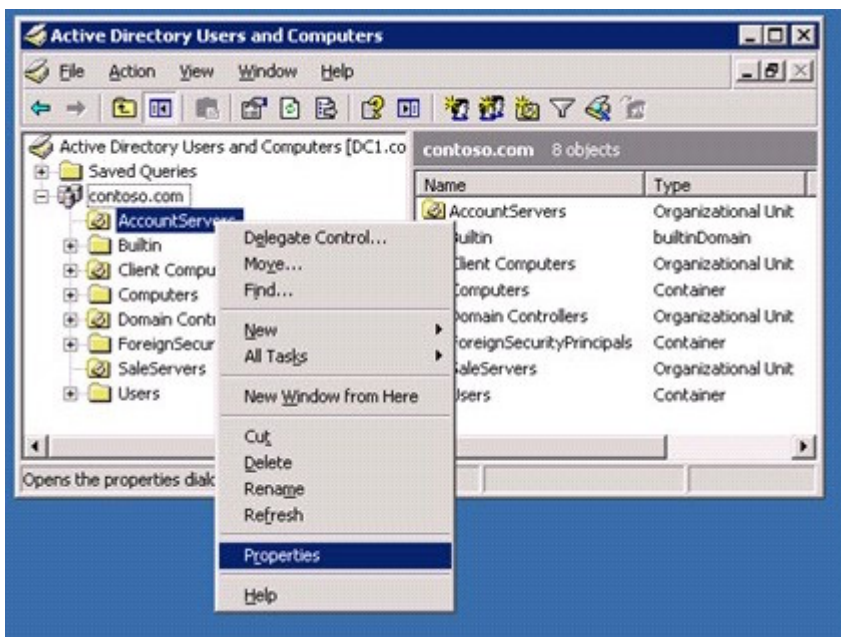 Active Directory Users and Computers
File Action View Window Help
Active Directory Users and Computers [DC1.co
Saved Queries
contoso.com
AccountServers
Builtin
Client Compu
Computers
Domain Contr
ForeignSecur
SaleServers
Users
contoso.com 8 objects
Name Type
AccountServers Organizational Unit
uiltin builtinDomain
lient Computers Organizational Unit
omputers Container
omain Controllers Organizational Unit
oreignSecurityPrincipals Container
aleServers Organizational Unit
sers Container
Delegate Control...
Move...
Find...
New
All Tasks
New Window from Here
Cut
Delete
Rename
Refresh
Properties
Help
Opens the properties dialo